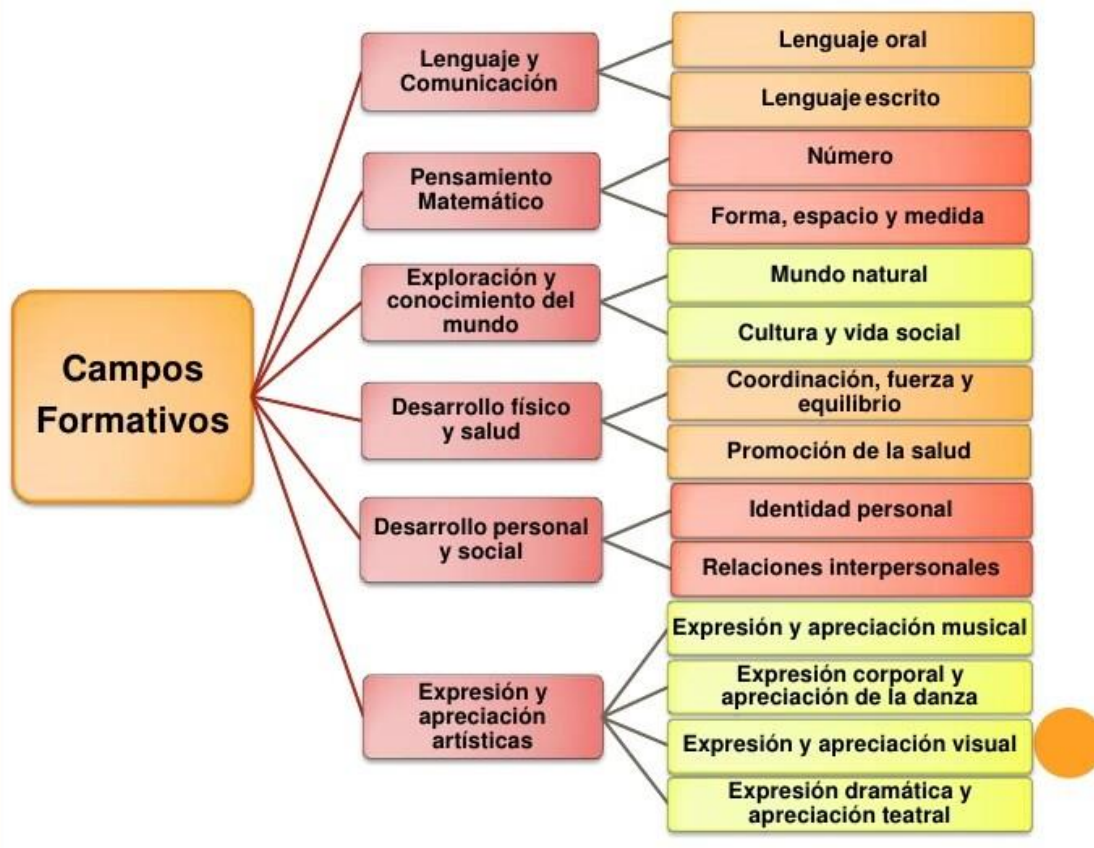 Campos
Formativos
Lenguaje y
Comunicación
Lenguaje oral
Lenguaje escrito
Pensamiento
Matemático
Número
Forma, espacio y medida
Exploración y
conocimiento del
mundo
Mundo natural
Cultura y vida social
Desarrollo físico
y salud
Coordinación, fuerza y
equilibrio
Promoción de la salud
Desarrollo personal
y social
Identidad personal
Relaciones interpersonales
Expresión y
apreciación
artísticas
Expresión y apreciación musical
Expresión corporal y
apreciación de la danza
Expresión y apreciación visual
Expresión dramática y
apreciación teatral